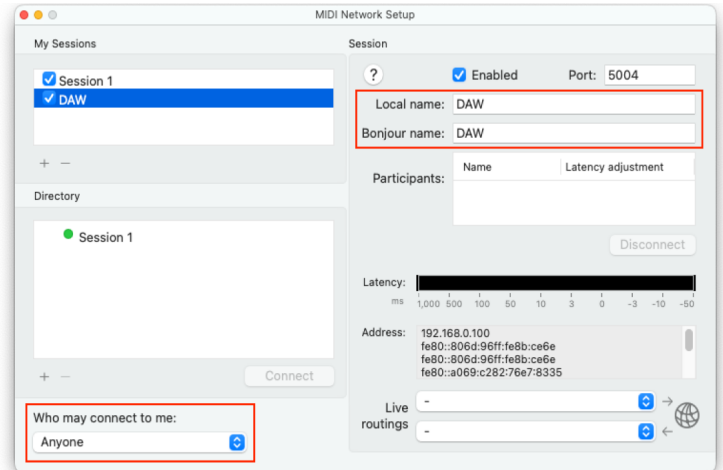 MIDI Network Setup
My Sessions
Session 1
DAW
+ −
Directory
Session 1
+ −
Connect
Who may connect to me:
Anyone
Session
?
Enabled
Port: 5004
Local name: DAW
Bonjour name: DAW
Participants:
Name Latency adjustment
Disconnect
Latency:
ms 1,000 500 100 50 10 3 0 -3 -10 -50
Address: 192.168.0.100
fe80::806d:96ff:fe8b:ce6e
fe80::806d:96ff:fe8b:ce6e
fe80::a069:c282:76e7:8335
Live routings
- →
- ←